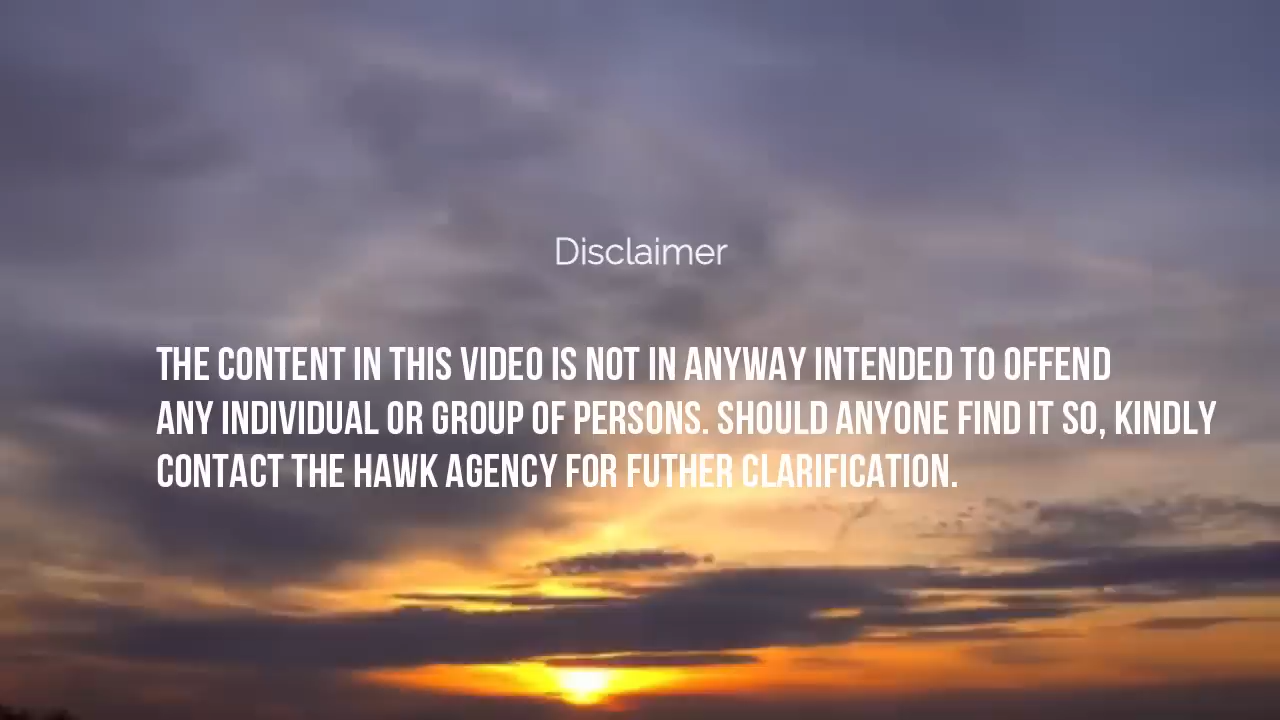 Disclaimer
THE CONTENT IN THIS VIDEO IS NOT IN ANYWAY INTENDED TO OFFEND
ANY INDIVIDUAL OR GROUP OF PERSONS. SHOULD ANYONE FIND IT SO, KINDLY
CONTACT THE HAWK AGENCY FOR FUTHER CLARIFICATION.